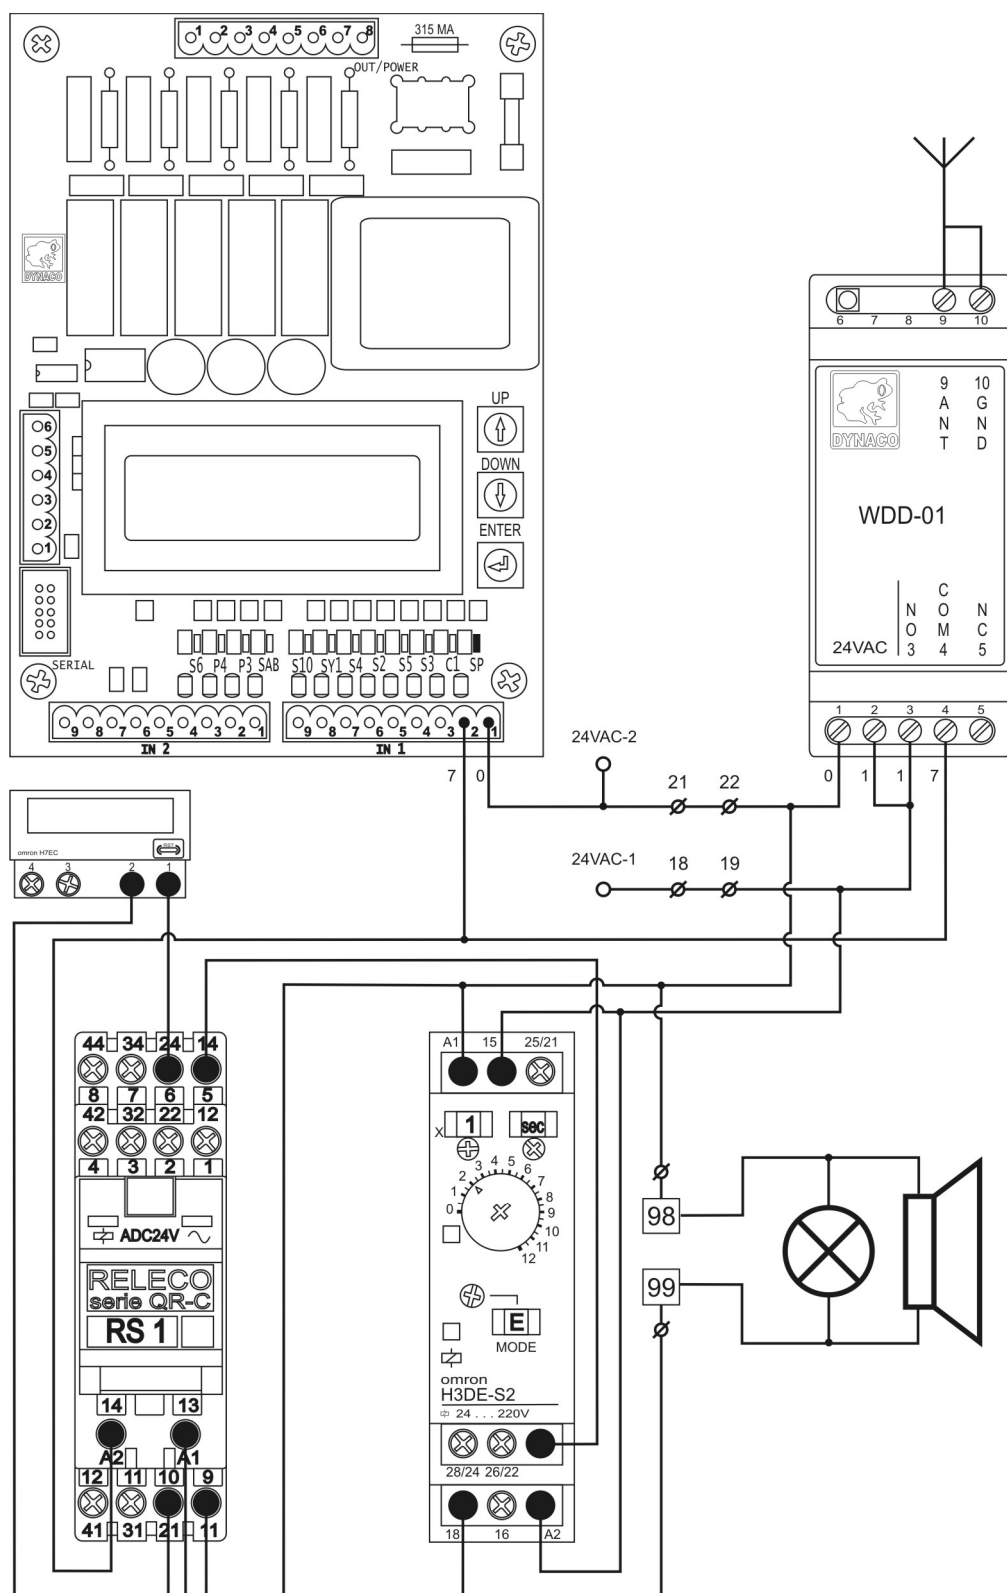 1 2 3 4 5 6 7 8
315 MA
OUT/POWER
DYNACO
UP
DOWN
ENTER
6
5
4
3
2
1
SERIAL
S6 P4 P3 SAB
S10 SY1 S4 S2 S5 S3 C1 SP
9 8 7 6 5 4 3 2 1
IN 2
9 8 7 6 5 4 3 2 1
IN 1
7 0
6 7 8 9 10
DYNACO
9 ANT
10 GND
WDD-01
24VAC
NO 3
COM 4
NC 5
1 2 3 4 5
0 1 1 7
24VAC-2
21 22
24VAC-1
18 19
omron H7EC
RST
4 3 2 1
44 34 24 14
8 7 6 5
42 32 22 12
4 3 2 1
ADC24V
RELECO
serie QR-C
RS 1
14 13
A2 A1
12 11 10 9
41 31 21 11
A1 15 25/21
X 1 sec
0 1 2 3 4 5 6 7 8 9 10 11 12
E
MODE
omron
H3DE-S2
24 . . . 220V
28/24 26/22
18 16 A2
98
99